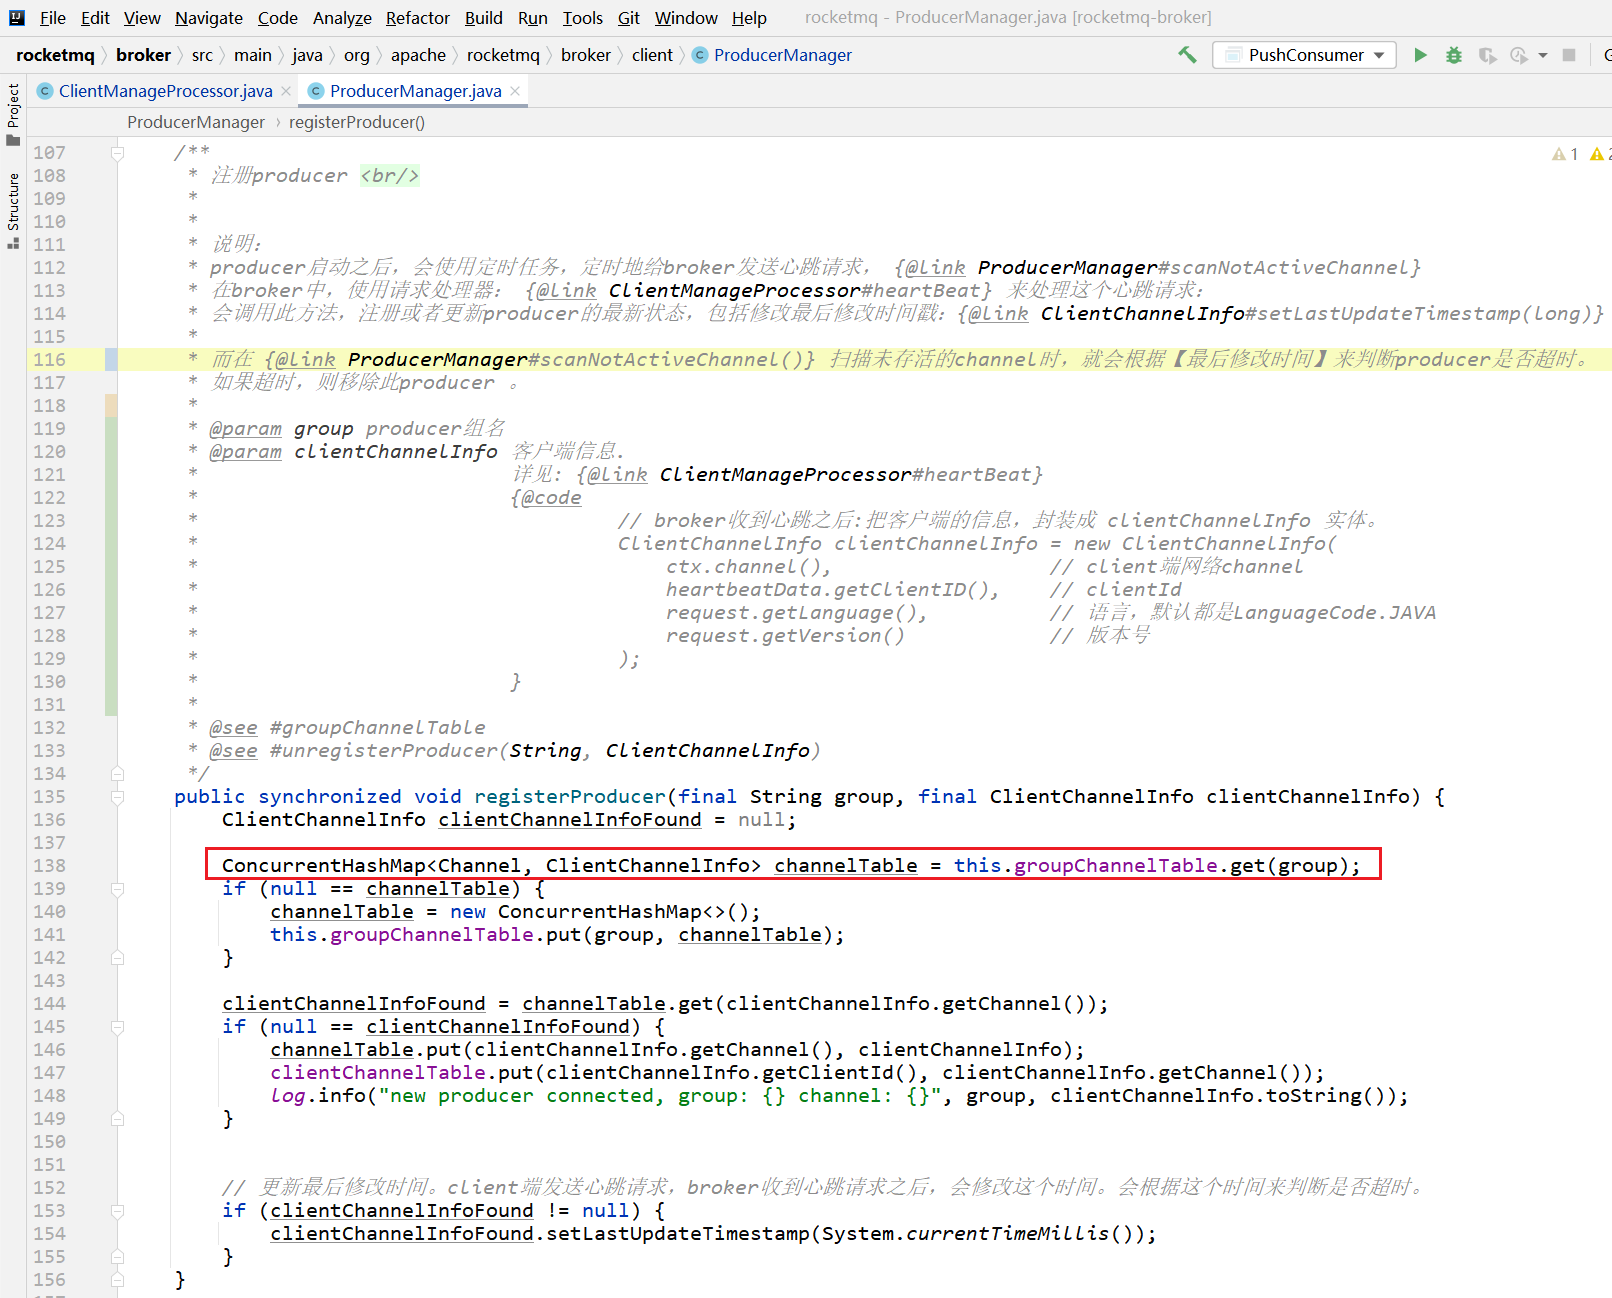 File Edit View Navigate Code Analyze Refactor Build Run Tools Git Window Help rocketmq - ProducerManager.java [rocketmq-broker]
rocketmq broker src main java org apache rocketmq broker client ProducerManager PushConsumer
ClientManageProcessor.java ProducerManager.java
ProducerManager › registerProducer()
Project
Structure
1
107 /**
108 * 注册producer <br/>
109 *
110 *
111 * 说明:
112 * producer启动之后，会使用定时任务，定时地给broker发送心跳请求， {@link ProducerManager#scanNotActiveChannel}
113 * 在broker中，使用请求处理器： {@link ClientManageProcessor#heartBeat} 来处理这个心跳请求:
114 * 会调用此方法，注册或者更新producer的最新状态，包括修改最后修改时间戳：{@link ClientChannelInfo#setLastUpdateTimestamp(long)}
115 *
116 * 而在 {@link ProducerManager#scanNotActiveChannel()} 扫描未存活的channel时，就会根据【最后修改时间】来判断producer是否超时。
117 * 如果超时，则移除此producer 。
118 *
119 * @param group producer组名
120 * @param clientChannelInfo 客户端信息.
121 * 详见: {@link ClientManageProcessor#heartBeat}
122 * {@code
123 * // broker收到心跳之后:把客户端的信息，封装成 clientChannelInfo 实体。
124 * ClientChannelInfo clientChannelInfo = new ClientChannelInfo(
125 * ctx.channel(), // client端网络channel
126 * heartbeatData.getClientID(), // clientId
127 * request.getLanguage(), // 语言，默认都是LanguageCode.JAVA
128 * request.getVersion() // 版本号
129 * );
130 * }
131 *
132 * @see #groupChannelTable
133 * @see #unregisterProducer(String, ClientChannelInfo)
134 */
135 public synchronized void registerProducer(final String group, final ClientChannelInfo clientChannelInfo) {
136 ClientChannelInfo clientChannelInfoFound = null;
137
138 ConcurrentHashMap<Channel, ClientChannelInfo> channelTable = this.groupChannelTable.get(group);
139 if (null == channelTable) {
140 channelTable = new ConcurrentHashMap<>();
141 this.groupChannelTable.put(group, channelTable);
142 }
143
144 clientChannelInfoFound = channelTable.get(clientChannelInfo.getChannel());
145 if (null == clientChannelInfoFound) {
146 channelTable.put(clientChannelInfo.getChannel(), clientChannelInfo);
147 clientChannelTable.put(clientChannelInfo.getClientId(), clientChannelInfo.getChannel());
148 log.info("new producer connected, group: {} channel: {}", group, clientChannelInfo.toString());
149 }
150
151
152 // 更新最后修改时间。client端发送心跳请求，broker收到心跳请求之后，会修改这个时间。会根据这个时间来判断是否超时。
153 if (clientChannelInfoFound != null) {
154 clientChannelInfoFound.setLastUpdateTimestamp(System.currentTimeMillis());
155 }
156 }